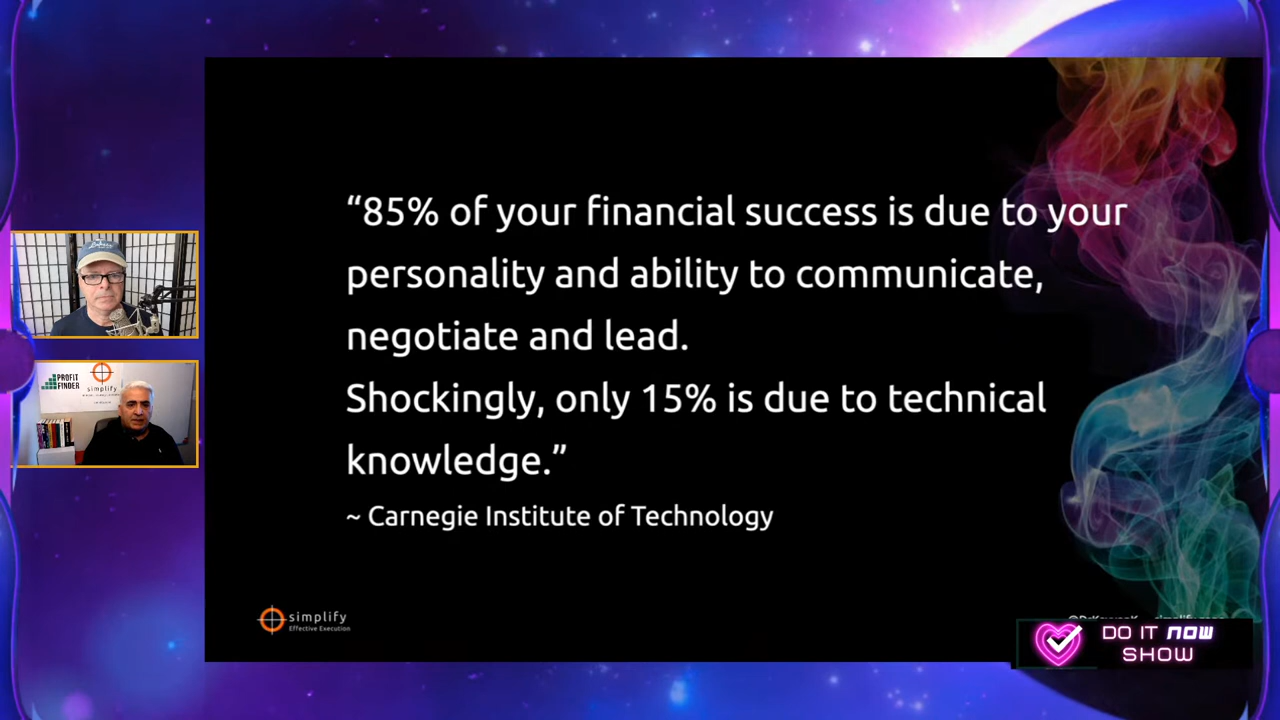 “85% of your financial success is due to your
personality and ability to communicate,
negotiate and lead.
Shockingly, only 15% is due to technical
knowledge.”
~ Carnegie Institute of Technology
simplify
Effective Execution
DO IT NOW
SHOW
PROFIT
FINDER
simplify